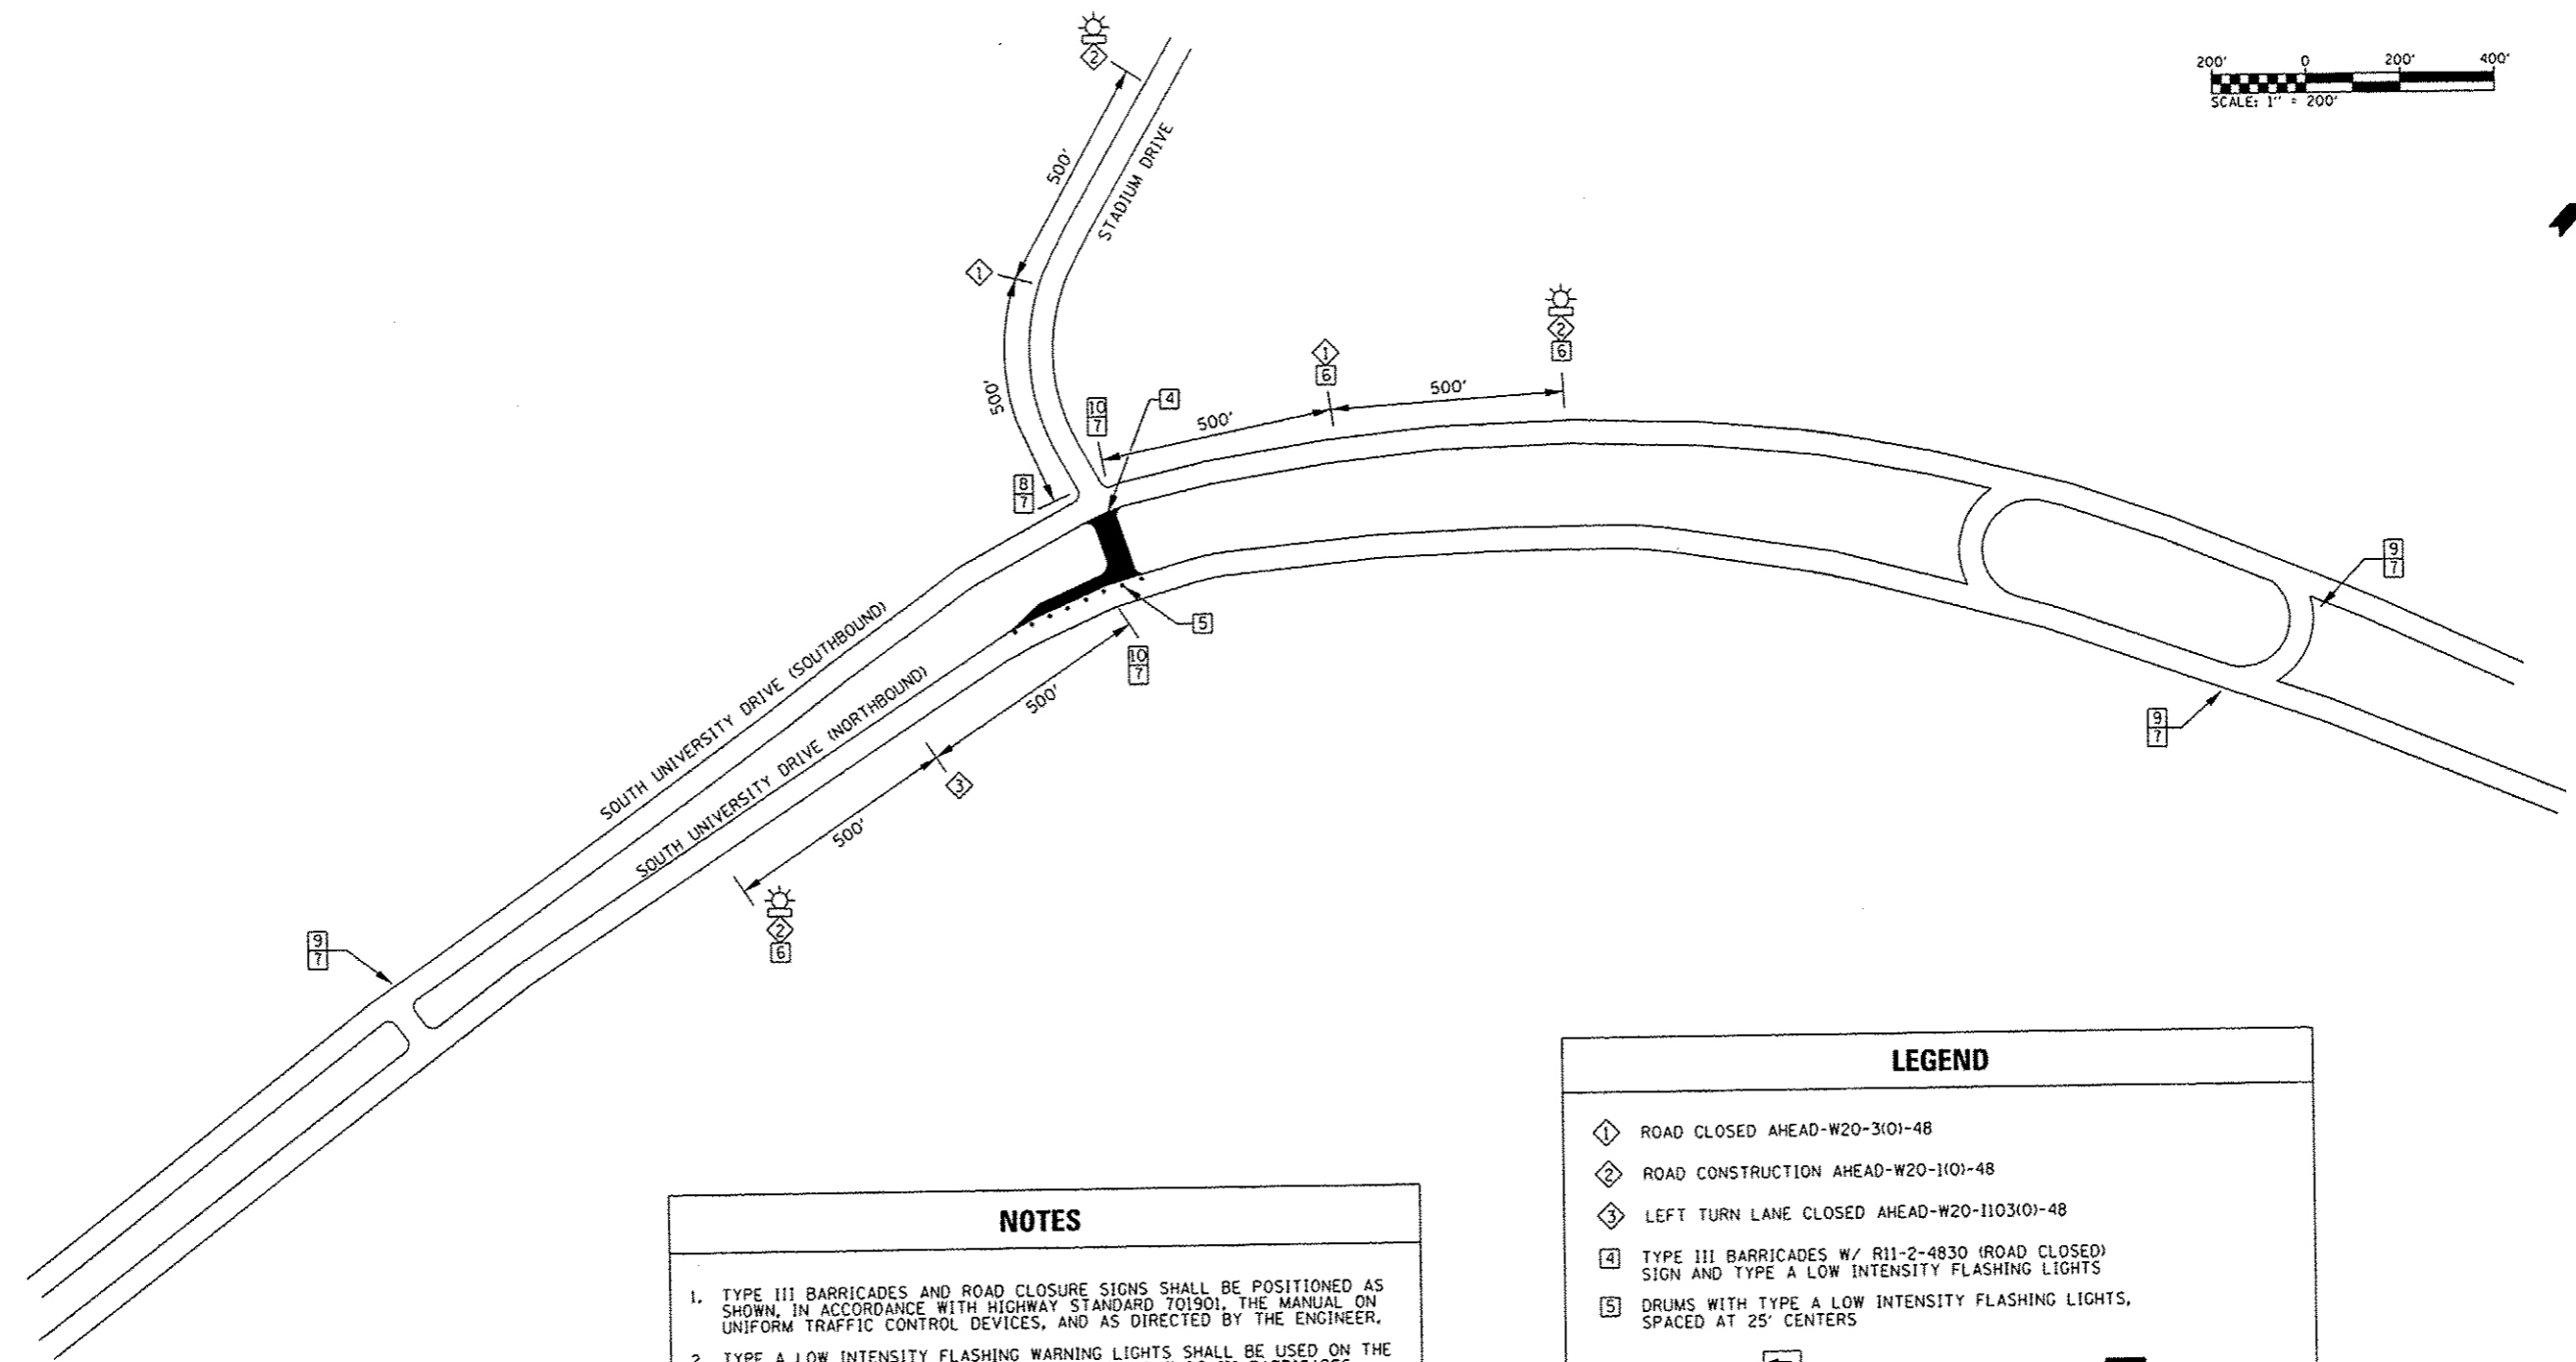 200' 0 200' 400'
SCALE: 1" = 200'
2
500'
STADIUM DRIVE
1
500'
2
6
1
6
500'
500'
10
7
4
8
7
9
7
5
10
7
SOUTH UNIVERSITY DRIVE (SOUTHBOUND)
SOUTH UNIVERSITY DRIVE (NORTHBOUND)
500'
9
7
3
500'
2
6
9
7
NOTES
1. TYPE III BARRICADES AND ROAD CLOSURE SIGNS SHALL BE POSITIONED AS
SHOWN, IN ACCORDANCE WITH HIGHWAY STANDARD 701901, THE MANUAL ON
UNIFORM TRAFFIC CONTROL DEVICES, AND AS DIRECTED BY THE ENGINEER.
2. TYPE A LOW INTENSITY FLASHING WARNING LIGHTS SHALL BE USED ON THE
LEGEND
1 ROAD CLOSED AHEAD-W20-3(O)-48
2 ROAD CONSTRUCTION AHEAD-W20-1(O)-48
3 LEFT TURN LANE CLOSED AHEAD-W20-I103(O)-48
4 TYPE III BARRICADES W/ R11-2-4830 (ROAD CLOSED)
SIGN AND TYPE A LOW INTENSITY FLASHING LIGHTS
5 DRUMS WITH TYPE A LOW INTENSITY FLASHING LIGHTS,
SPACED AT 25' CENTERS